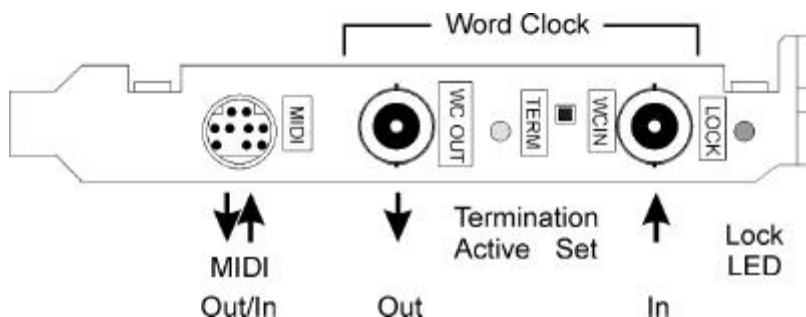 Word Clock
MIDI
WC OUT
TERM
WCIN
LOCK
Termination
Active Set
Lock
LED
MIDI
Out/In
Out
In